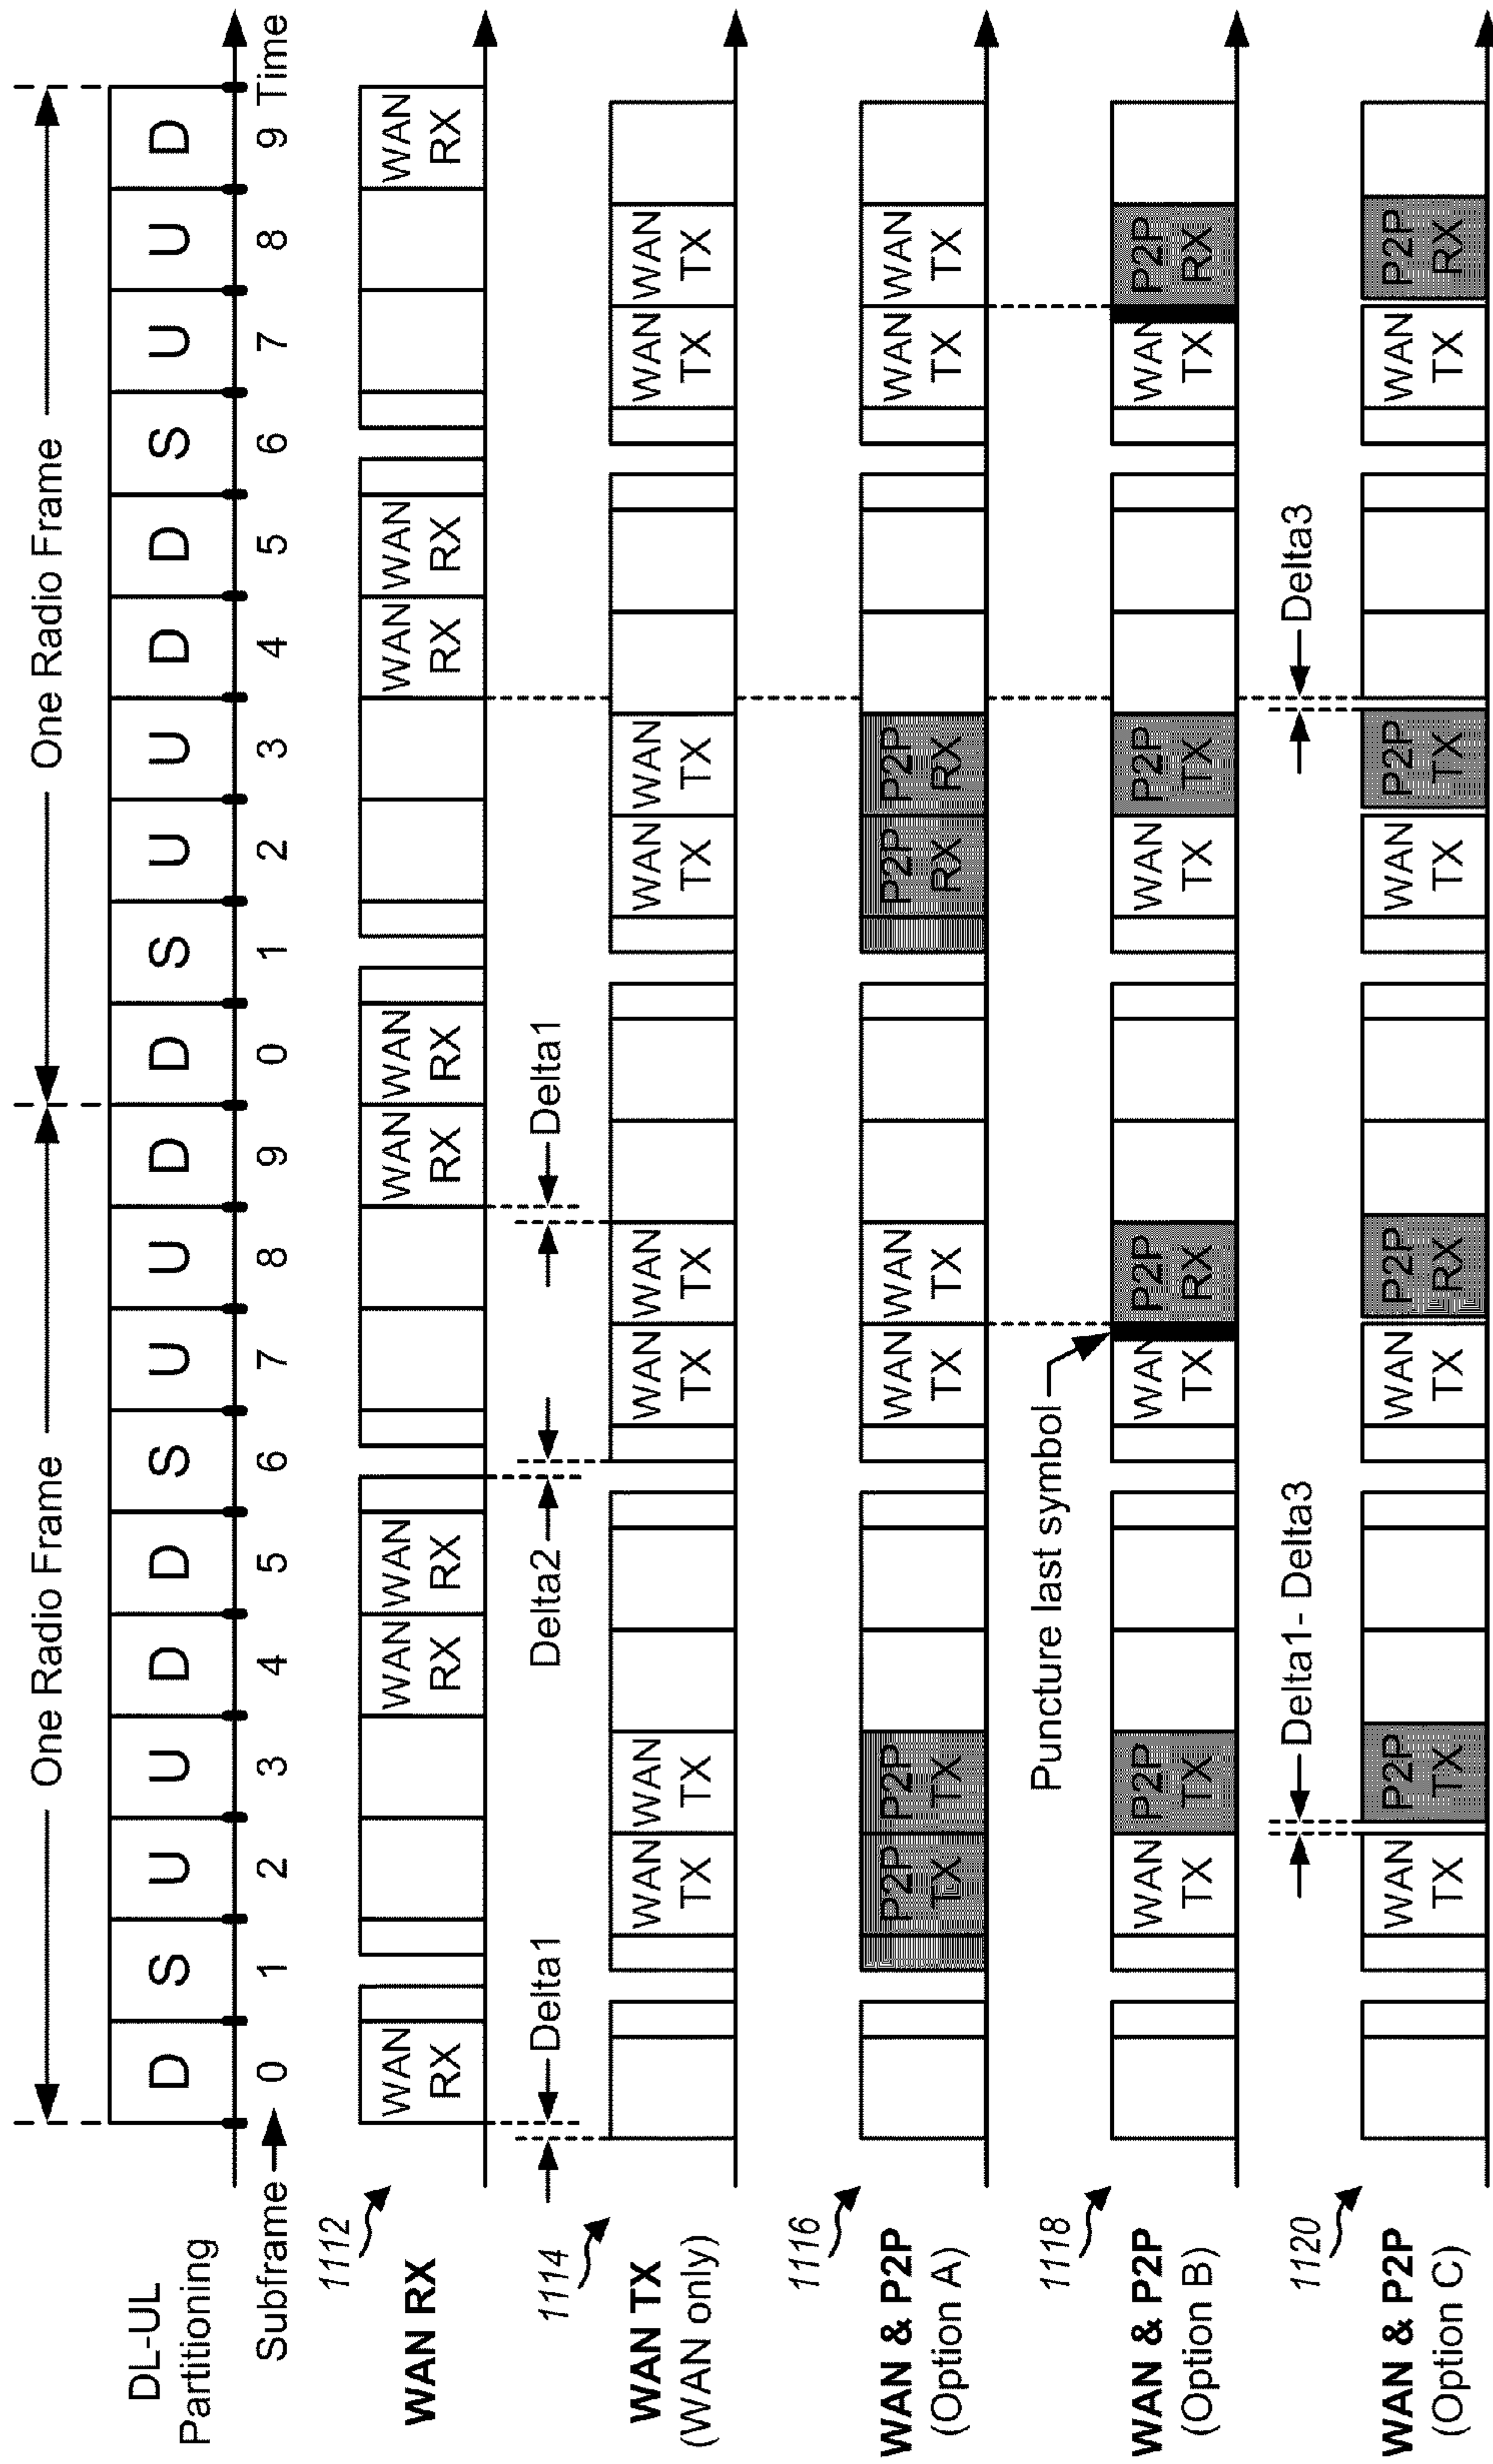 One Radio Frame One Radio Frame
DL-UL
Partitioning
D S U U D D S U U D D S U U D D S U U D
Subframe 0 1 2 3 4 5 6 7 8 9 0 1 2 3 4 5 6 7 8 9 Time
1112
WAN RX
WAN WAN WAN WAN WAN WAN WAN WAN
RX RX RX RX RX RX RX RX
Delta1 Delta2 Delta1
1114
WAN TX
(WAN only)
WAN WAN WAN WAN WAN WAN WAN WAN
TX TX TX TX TX TX TX TX
1116
WAN & P2P
(Option A)
P2P P2P WAN WAN P2P P2P WAN WAN
TX TX TX TX RX RX TX TX
Puncture last symbol
1118
WAN & P2P
(Option B)
WAN P2P WAN P2P WAN P2P WAN P2P
TX TX TX RX TX TX TX RX
Delta1- Delta3 Delta3
1120
WAN & P2P
(Option C)
WAN P2P WAN P2P WAN P2P WAN P2P
TX TX TX RX TX TX TX RX